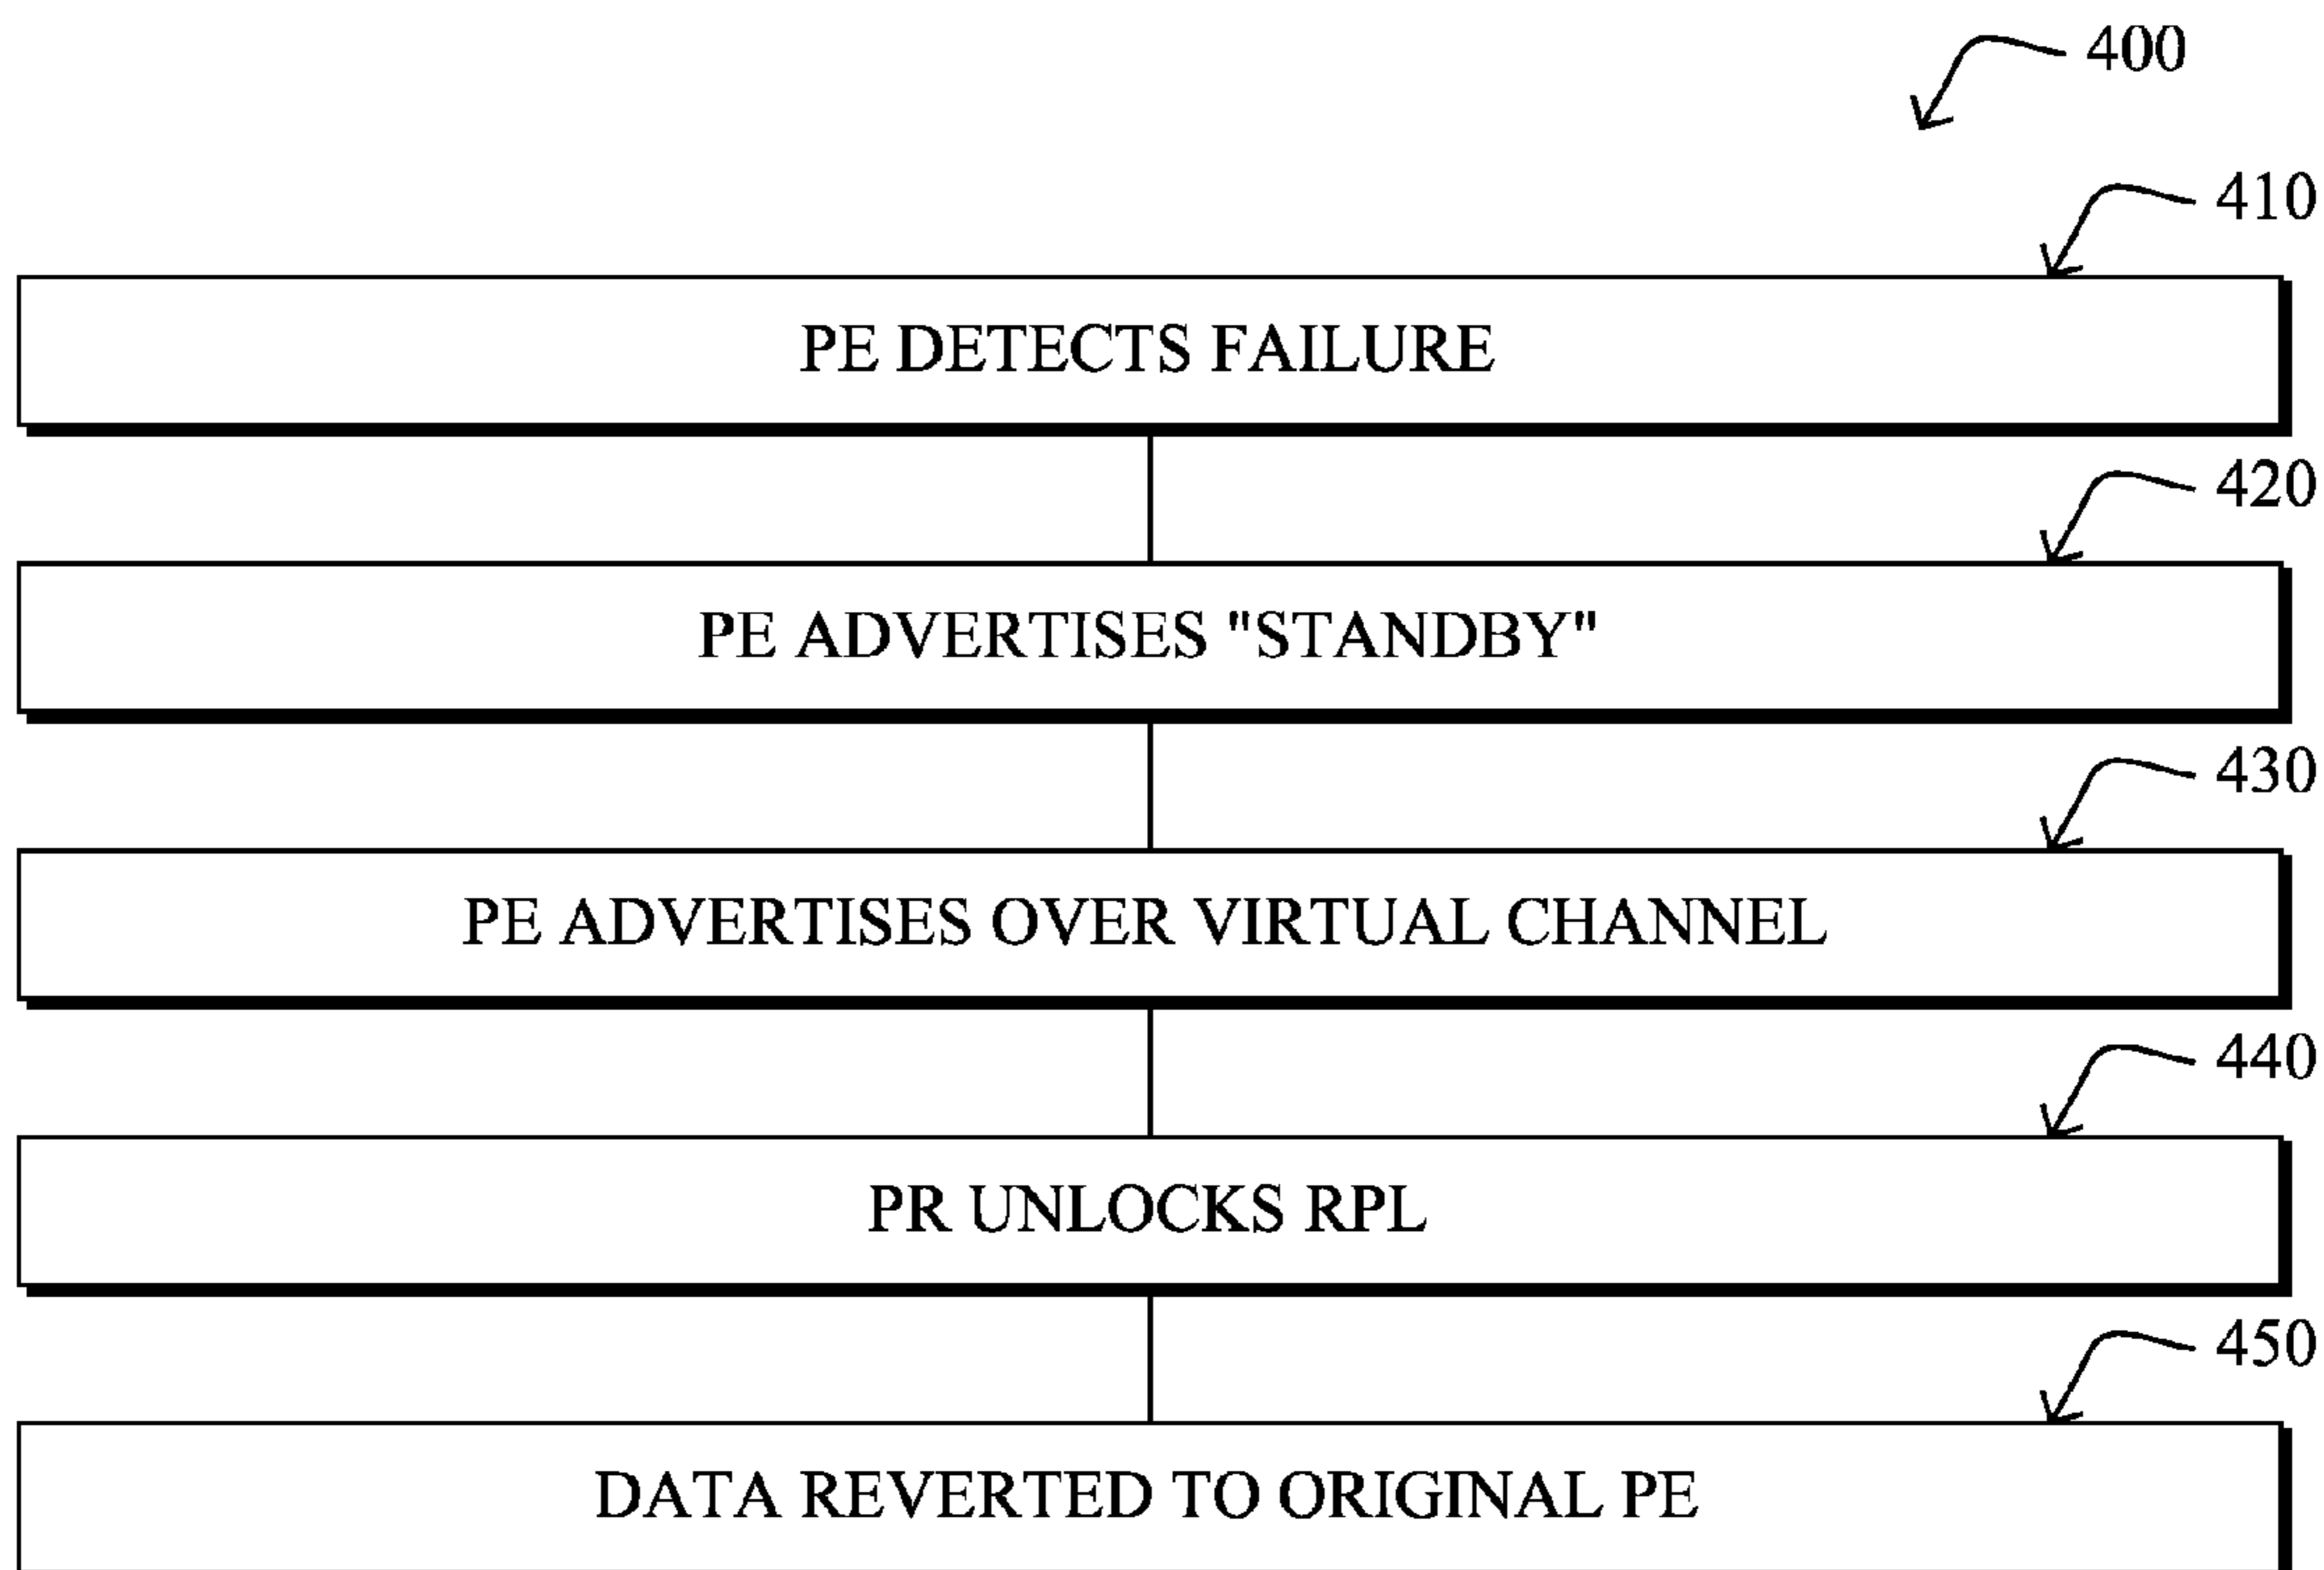 400
410
PE DETECTS FAILURE
420
PE ADVERTISES "STANDBY"
430
PE ADVERTISES OVER VIRTUAL CHANNEL
440
PR UNLOCKS RPL
450
DATA REVERTED TO ORIGINAL PE